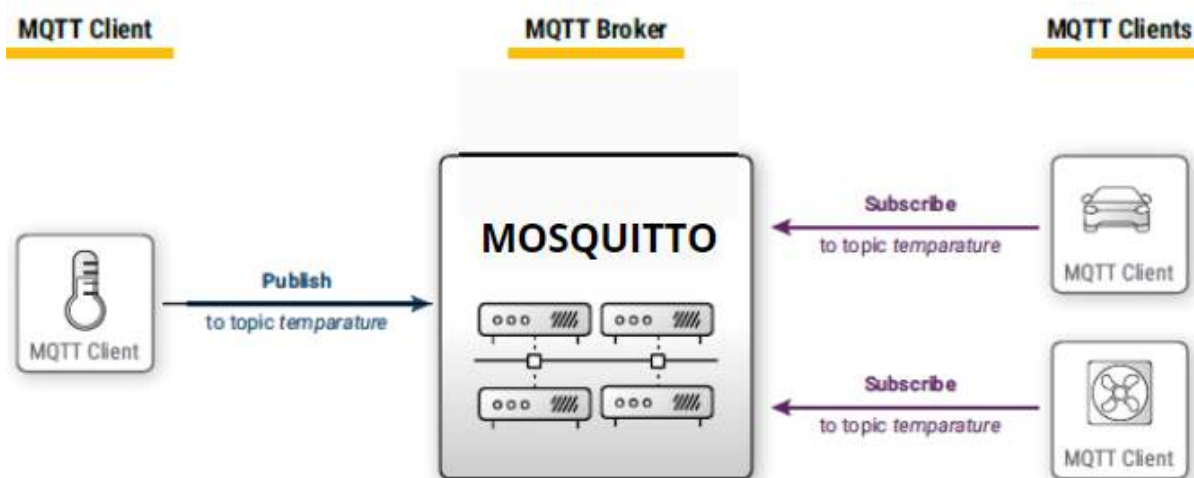 MQTT Client
MQTT Broker
MQTT Clients
MQTT Client
Publish
to topic temparature
MOSQUITTO
Subscribe
to topic temparature
MQTT Client
Subscribe
to topic temparature
MQTT Client